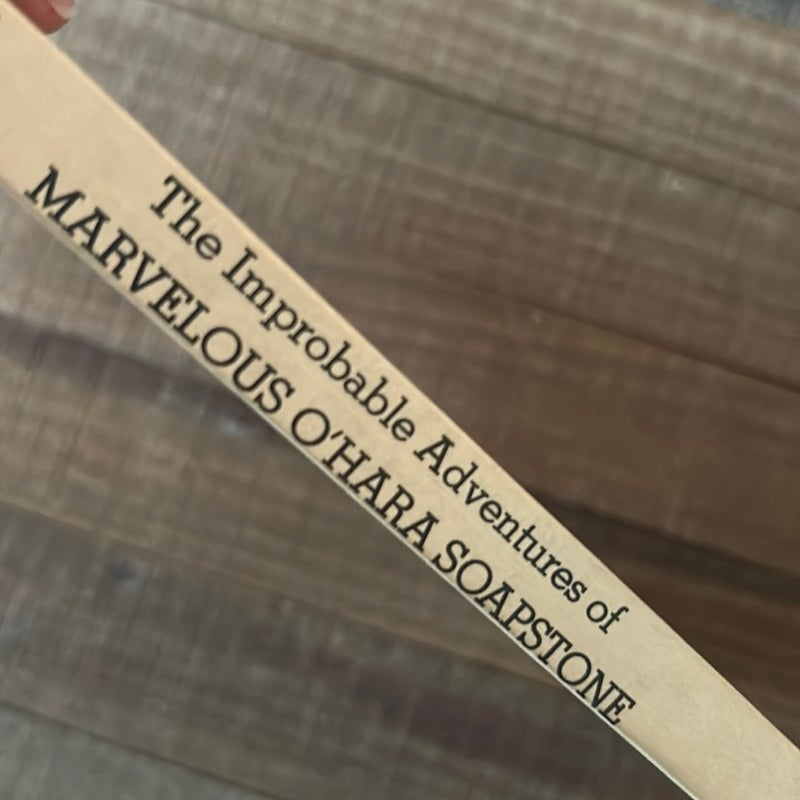 The Improbable Adventures of
MARVELOUS O'HARA SOAPSTONE